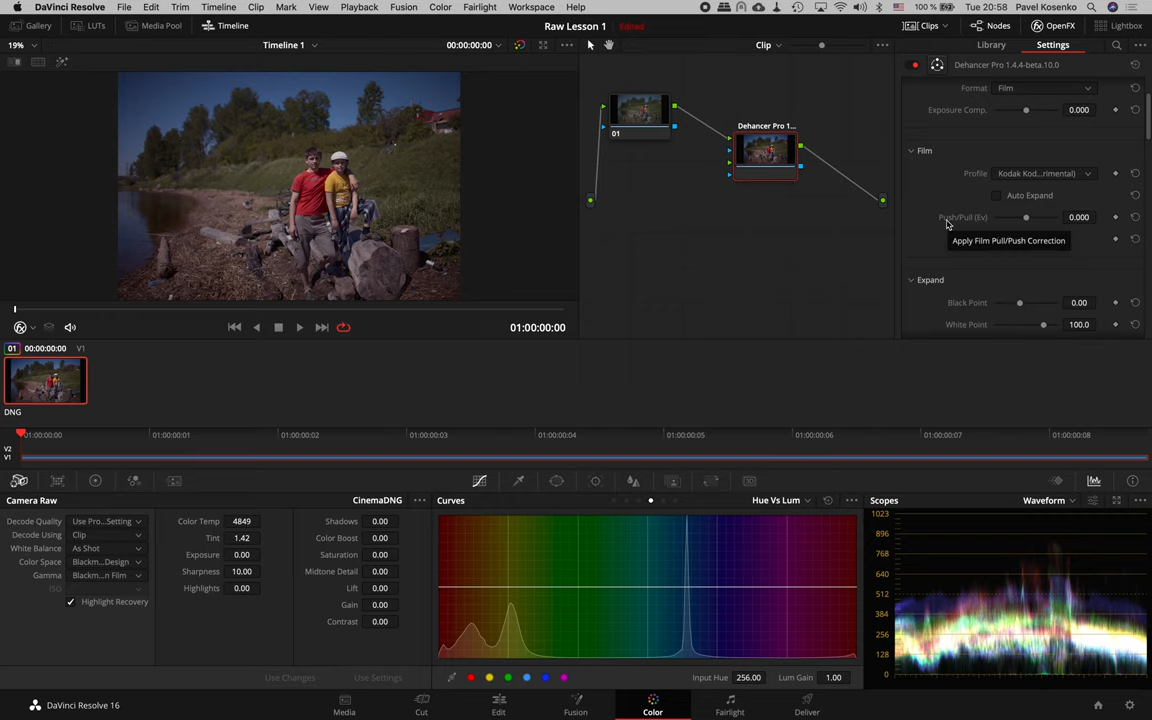 DaVinci Resolve File Edit Trim Timeline Clip Mark View Playback Fusion Color Fairlight Workspace Help 100 % Tue 20:58 Pavel Kosenko
Gallery LUTs Media Pool Timeline Raw Lesson 1 Edited Clips Nodes OpenFX Lightbox
19% Timeline 1 00:00:00:00 Clip Library Settings
Dehancer Pro 1.4.4-beta.10.0
Format Film
Exposure Comp. 0.000
01
Dehancer Pro 1...
Film
Profile Kodak Kod...rimental)
Auto Expand
Push/Pull (Ev) 0.000
Apply Film Pull/Push Correction
Expand
Black Point 0.00
White Point 100.0
01:00:00:00
01 00:00:00:00 V1
DNG
01:00:00:00 01:00:00:01 01:00:00:02 01:00:00:03 01:00:00:04 01:00:00:05 01:00:00:06 01:00:00:07 01:00:00:08
V2
V1
Camera Raw CinemaDNG Curves Hue Vs Lum Scopes Waveform
Decode Quality Use Pro...Setting
Decode Using Clip
White Balance As Shot
Color Space Blackm...Design
Gamma Blackm...n Film
ISO
Highlight Recovery
Color Temp 4849
Tint 1.42
Exposure 0.00
Sharpness 10.00
Highlights 0.00
Shadows 0.00
Color Boost 0.00
Saturation 0.00
Midtone Detail 0.00
Lift 0.00
Gain 0.00
Contrast 0.00
Use Changes Use Settings
Input Hue 256.00 Lum Gain 1.00
1023
896
768
640
512
384
256
128
0
DaVinci Resolve 16 Media Cut Edit Fusion Color Fairlight Deliver